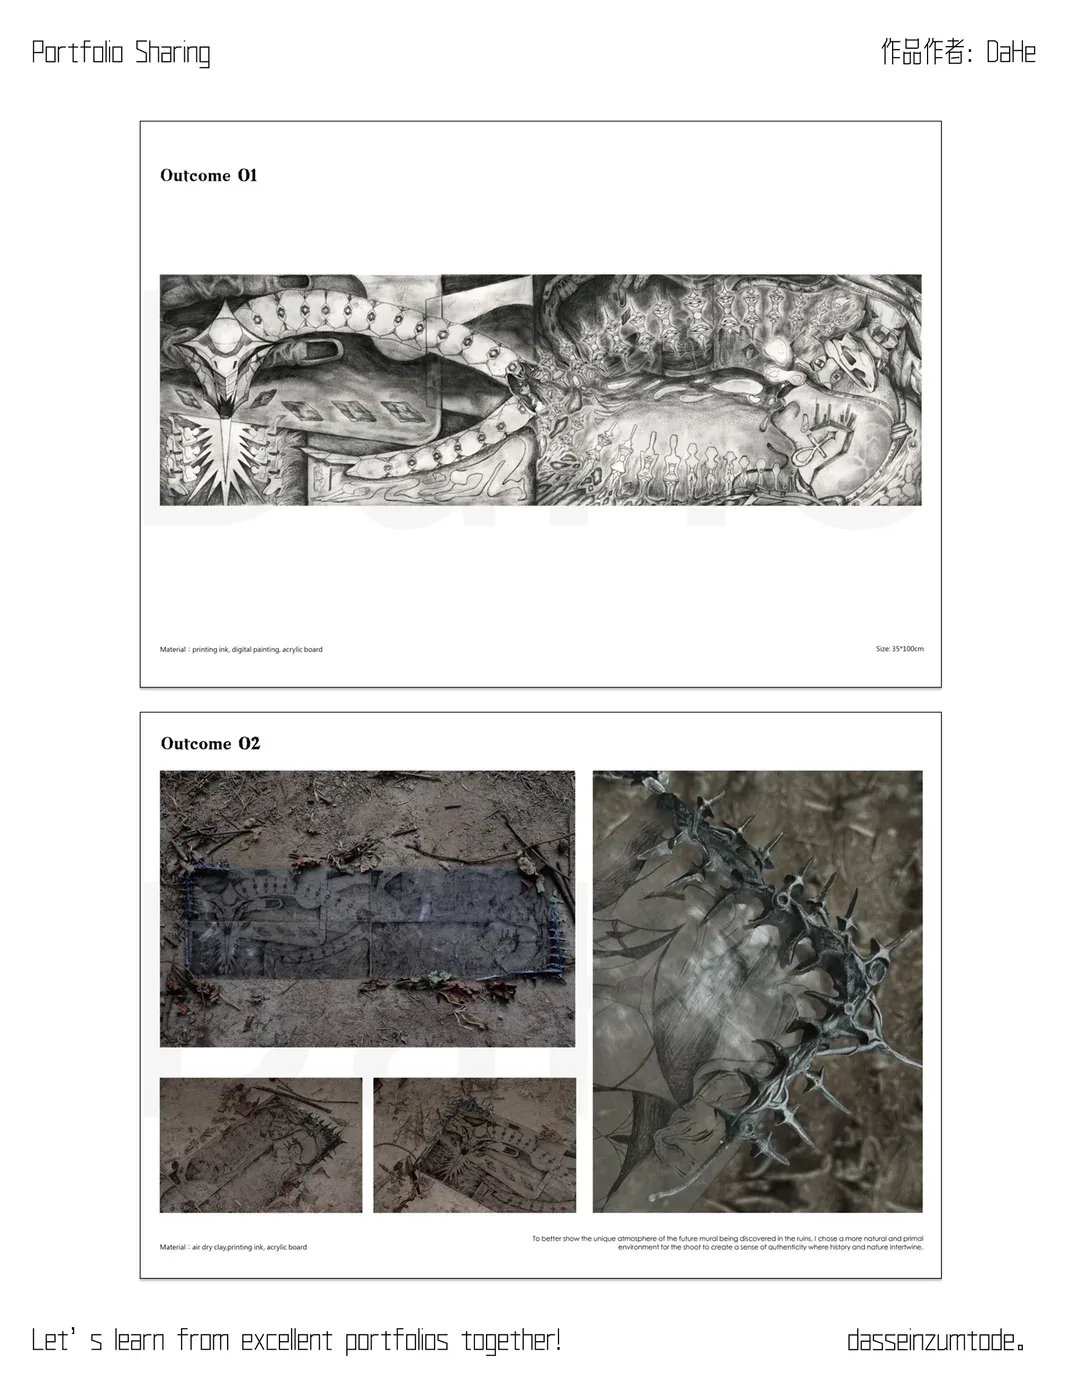 Portfolio Sharing
作品作者: DaHe
Outcome 01
Material：printing ink, digital painting, acrylic board
Size: 35*100cm
Outcome 02
To better show the unique atmosphere of the future mural being discovered in the ruins, I chose a more natural and primal
environment for the shoot to create a sense of authenticity where history and nature intertwine.
Material：air dry clay,printing ink, acrylic board
Let’s learn from excellent portfolios together!
dasseinzumtode。